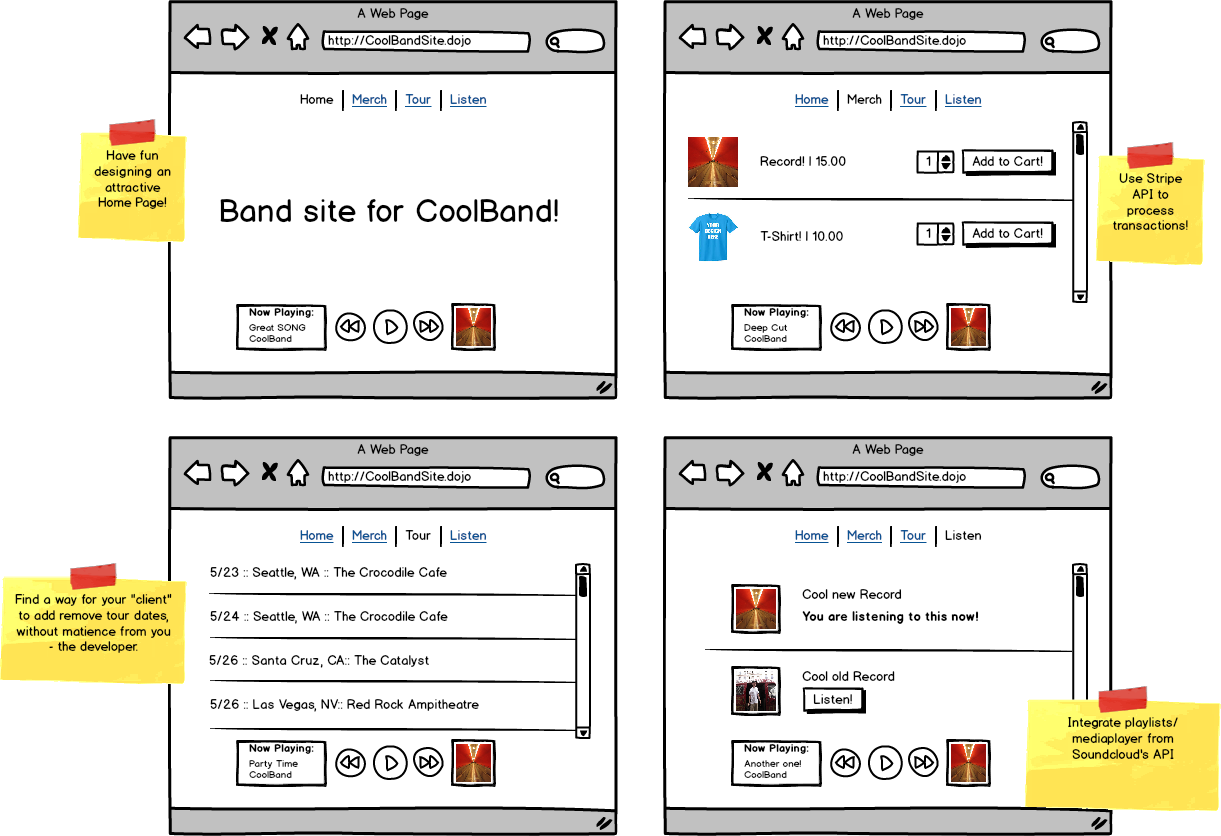 A Web Page
http://CoolBandSite.dojo
Home Merch Tour Listen
Have fun
designing an
attractive
Home Page!
Band site for CoolBand!
Now Playing:
Great SONG
CoolBand
A Web Page
http://CoolBandSite.dojo
Home Merch Tour Listen
Record! | 15.00
1
Add to Cart!
YOUR
DESIGN
HERE
T-Shirt! | 10.00
1
Add to Cart!
Use Stripe
API to
process
transactions!
Now Playing:
Deep Cut
CoolBand
A Web Page
http://CoolBandSite.dojo
Home Merch Tour Listen
5/23 :: Seattle, WA :: The Crocodile Cafe
5/24 :: Seattle, WA :: The Crocodile Cafe
5/26 :: Santa Cruz, CA:: The Catalyst
5/26 :: Las Vegas, NV:: Red Rock Ampitheatre
Find a way for your "client"
to add remove tour dates,
without matience from you
- the developer.
Now Playing:
Party Time
CoolBand
A Web Page
http://CoolBandSite.dojo
Home Merch Tour Listen
Cool new Record
You are listening to this now!
Cool old Record
Listen!
Integrate playlists/
mediaplayer from
Soundcloud's API
Now Playing:
Another one!
CoolBand